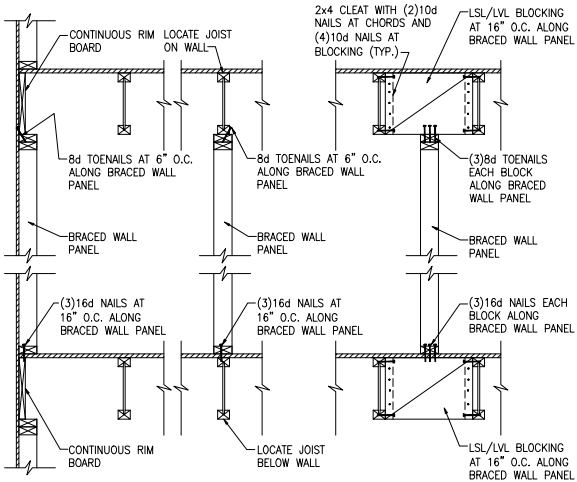 CONTINUOUS RIM
BOARD
LOCATE JOIST
ON WALL
2x4 CLEAT WITH (2)10d
NAILS AT CHORDS AND
(4)10d NAILS AT
BLOCKING (TYP.)
LSL/LVL BLOCKING
AT 16" O.C. ALONG
BRACED WALL PANEL
8d TOENAILS AT 6" O.C.
ALONG BRACED WALL
PANEL
8d TOENAILS AT 6" O.C.
ALONG BRACED WALL
PANEL
(3)8d TOENAILS
EACH BLOCK
ALONG BRACED
WALL PANEL
BRACED WALL
PANEL
BRACED WALL
PANEL
BRACED WALL
PANEL
(3)16d NAILS AT
16" O.C. ALONG
BRACED WALL PANEL
(3)16d NAILS AT
16" O.C. ALONG
BRACED WALL PANEL
(3)16d NAILS EACH
BLOCK ALONG
BRACED WALL PANEL
CONTINUOUS RIM
BOARD
LOCATE JOIST
BELOW WALL
LSL/LVL BLOCKING
AT 16" O.C. ALONG
BRACED WALL PANEL